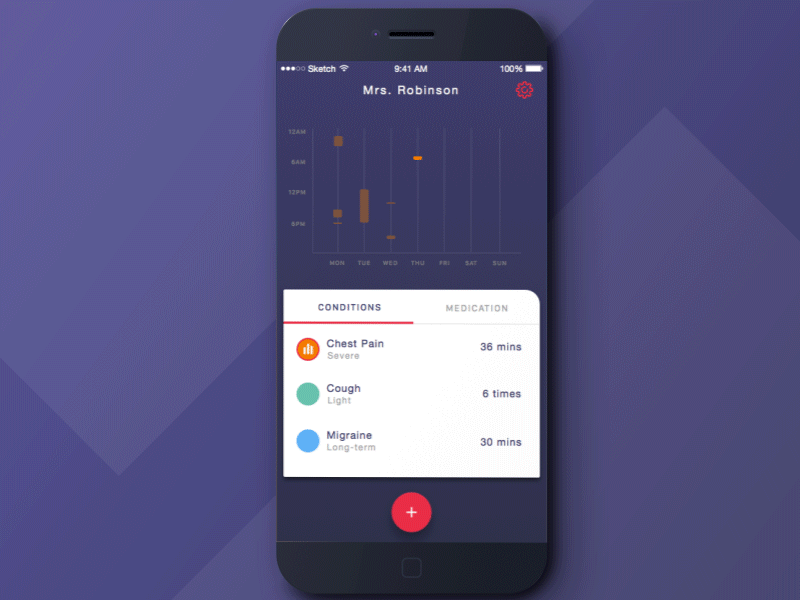 Sketch 9:41 AM 100%
Mrs. Robinson
12AM
6AM
12PM
6PM
MON TUE WED THU FRI SAT SUN
CONDITIONS MEDICATION
Chest Pain 36 mins
Severe
Cough 6 times
Light
Migraine 30 mins
Long-term
+